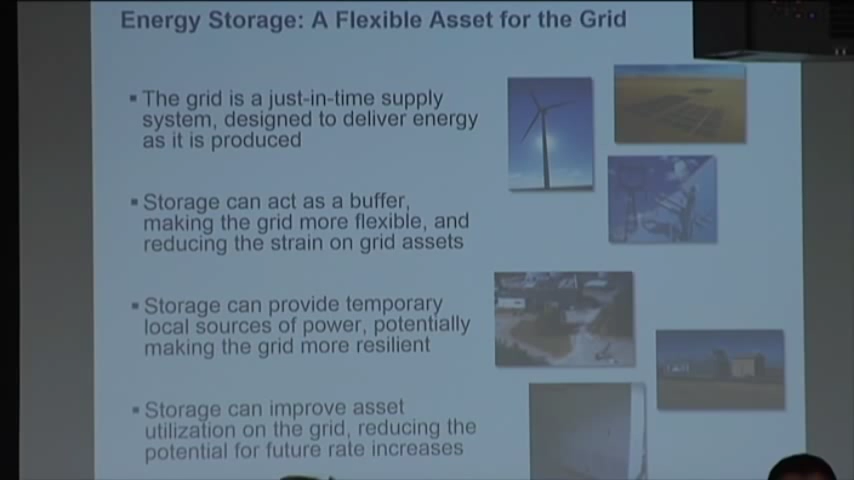 Energy Storage: A Flexible Asset for the Grid
▪ The grid is a just-in-time supply
system, designed to deliver energy
as it is produced
▪ Storage can act as a buffer,
making the grid more flexible, and
reducing the strain on grid assets
▪ Storage can provide temporary
local sources of power, potentially
making the grid more resilient
▪ Storage can improve asset
utilization on the grid, reducing the
potential for future rate increases